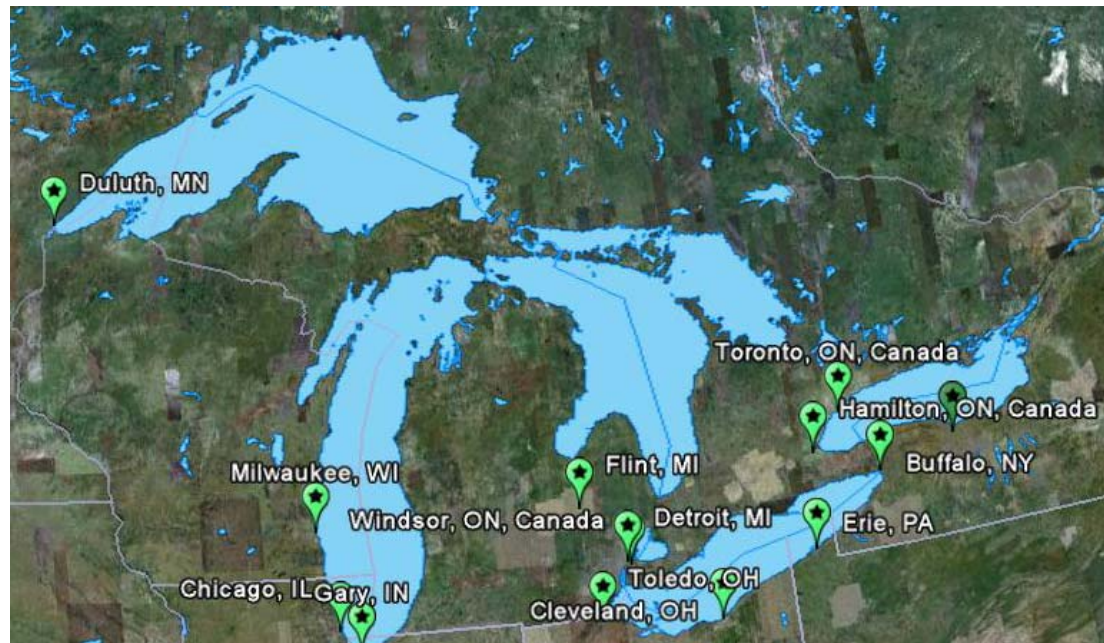 Duluth, MN
Toronto, ON, Canada
Hamilton, ON, Canada
Milwaukee, WI
Flint, MI
Buffalo, NY
Windsor, ON, Canada
Detroit, MI
Erie, PA
Chicago, IL
Gary, IN
Toledo, OH
Cleveland, OH